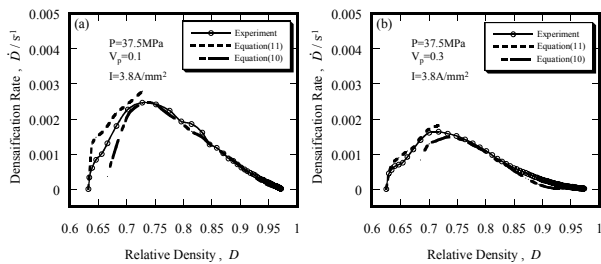 (a)
0.005
0.004
0.003
0.002
0.001
0
Densaification Rate , Ḋ / s⁻¹
P=37.5MPa
Vₚ=0.1
I=3.8A/mm²
Experiment
Equation(11)
Equation(10)
0.6 0.65 0.7 0.75 0.8 0.85 0.9 0.95 1
Relative Density , D
(b)
0.005
0.004
0.003
0.002
0.001
0
Densaification Rate , Ḋ / s⁻¹
P=37.5MPa
Vₚ=0.3
I=3.8A/mm²
Experiment
Equation(11)
Equation(10)
0.6 0.65 0.7 0.75 0.8 0.85 0.9 0.95 1
Relative Density , D